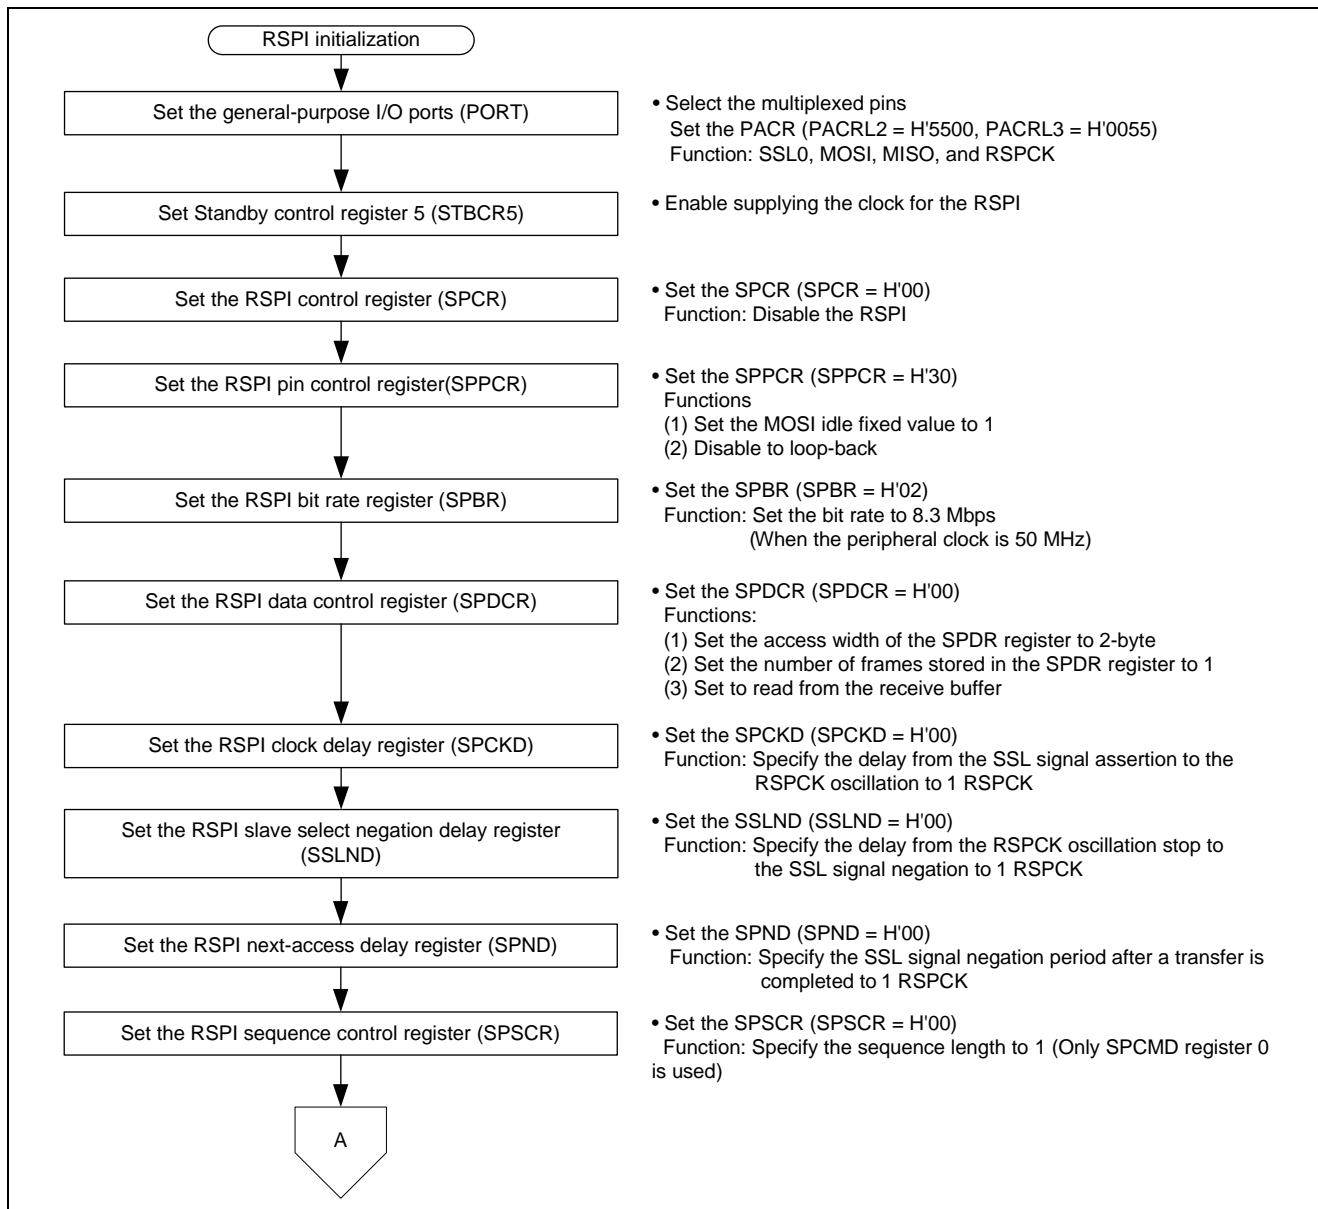 RSPI initialization
Set the general-purpose I/O ports (PORT)
• Select the multiplexed pins
Set the PACR (PACRL2 = H'5500, PACRL3 = H'0055)
Function: SSL0, MOSI, MISO, and RSPCK
Set Standby control register 5 (STBCR5)
• Enable supplying the clock for the RSPI
Set the RSPI control register (SPCR)
• Set the SPCR (SPCR = H'00)
Function: Disable the RSPI
Set the RSPI pin control register(SPPCR)
• Set the SPPCR (SPPCR = H'30)
Functions
(1) Set the MOSI idle fixed value to 1
(2) Disable to loop-back
Set the RSPI bit rate register (SPBR)
• Set the SPBR (SPBR = H'02)
Function: Set the bit rate to 8.3 Mbps
(When the peripheral clock is 50 MHz)
Set the RSPI data control register (SPDCR)
• Set the SPDCR (SPDCR = H'00)
Functions:
(1) Set the access width of the SPDR register to 2-byte
(2) Set the number of frames stored in the SPDR register to 1
(3) Set to read from the receive buffer
Set the RSPI clock delay register (SPCKD)
• Set the SPCKD (SPCKD = H'00)
Function: Specify the delay from the SSL signal assertion to the
RSPCK oscillation to 1 RSPCK
Set the RSPI slave select negation delay register
(SSLND)
• Set the SSLND (SSLND = H'00)
Function: Specify the delay from the RSPCK oscillation stop to
the SSL signal negation to 1 RSPCK
Set the RSPI next-access delay register (SPND)
• Set the SPND (SPND = H'00)
Function: Specify the SSL signal negation period after a transfer is
completed to 1 RSPCK
Set the RSPI sequence control register (SPSCR)
• Set the SPSCR (SPSCR = H'00)
Function: Specify the sequence length to 1 (Only SPCMD register 0
is used)
A